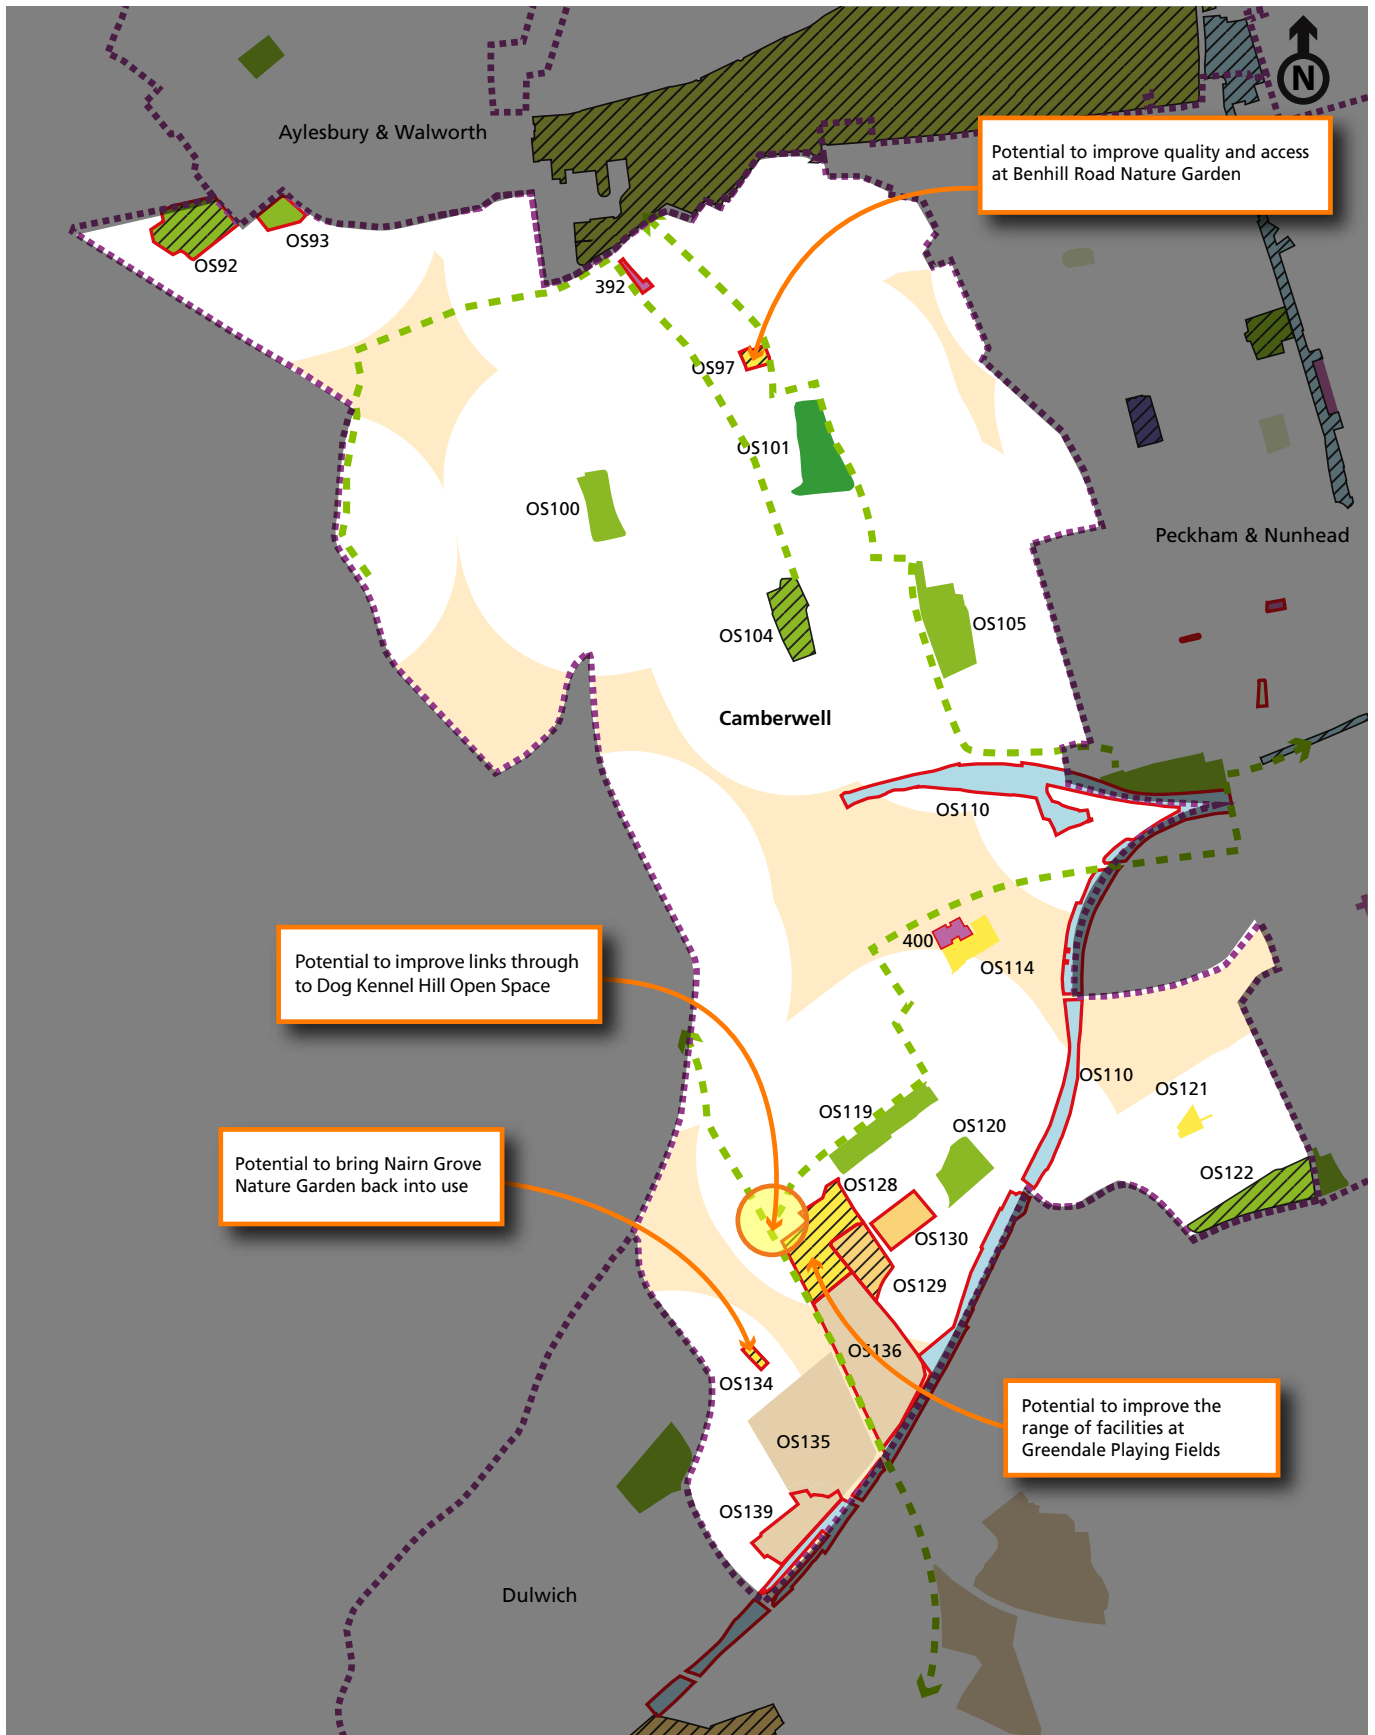 N
Aylesbury & Walworth
Potential to improve quality and access
at Benhill Road Nature Garden
OS93
OS92
392
OS97
OS101
OS100
Peckham & Nunhead
OS105
OS104
Camberwell
OS110
400
OS114
Potential to improve links through
to Dog Kennel Hill Open Space
OS110
OS121
OS119
OS120
Potential to bring Nairn Grove
Nature Garden back into use
OS122
OS128
OS130
OS129
OS136
OS134
Potential to improve the
range of facilities at
Greendale Playing Fields
OS135
OS139
Dulwich